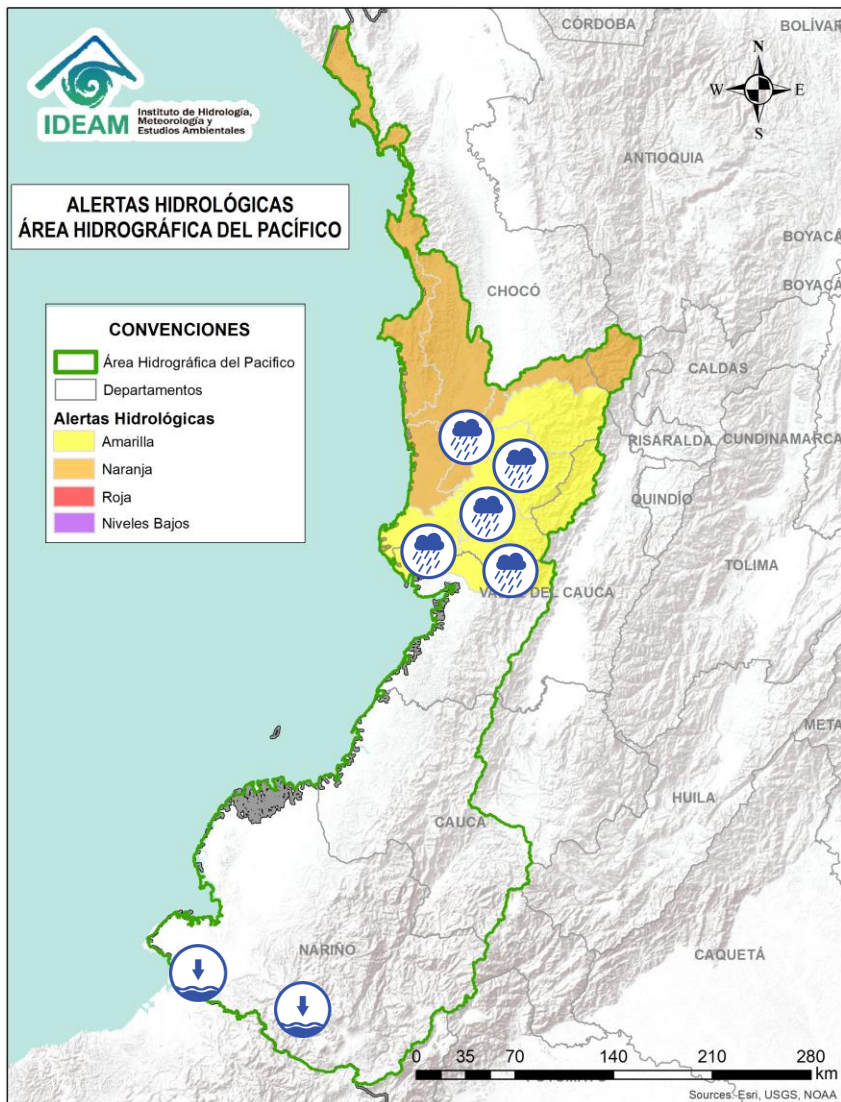 CÓRDOBA
BOLÍVAR
IDEAM
Instituto de Hidrología,
Meteorología y
Estudios Ambientales
N
W
E
S
ANTIOQUIA
ALERTAS HIDROLÓGICAS
ÁREA HIDROGRÁFICA DEL PACÍFICO
BOYACÁ
BOYACÁ
CHOCÓ
CONVENCIONES
Área Hidrográfica del Pacifico
Departamentos
Alertas Hidrológicas
Amarilla
Naranja
Roja
Niveles Bajos
CALDAS
RISARALDA
CUNDINAMARCA
QUINDÍO
TOLIMA
VALLE DEL CAUCA
META
HUILA
CAUCA
NARIÑO
CAQUETÁ
0 35 70 140 210 280
km
Sources: Esri, USGS, NOAA